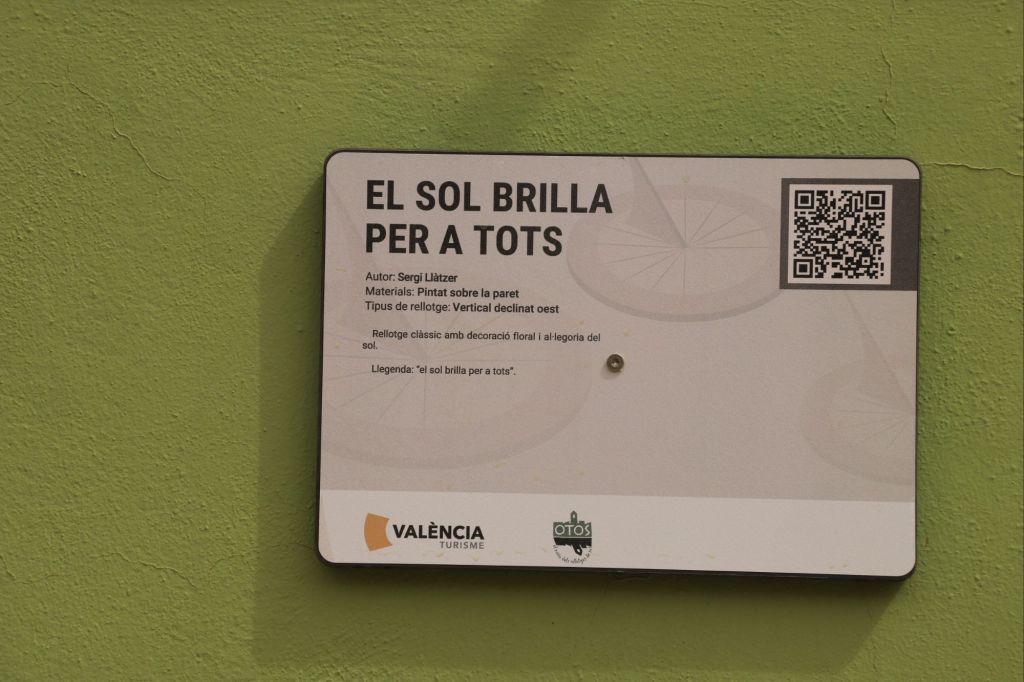 EL SOL BRILLA
PER A TOTS
Autor: Sergi Llàtzer
Materials: Pintat sobre la paret
Tipus de rellotge: Vertical declinat oest
Rellotge clàssic amb decoració floral i al·legoria del
sol.
Llegenda: “el sol brilla per a tots”.
VALÈNCIA
TURISME
OTOS